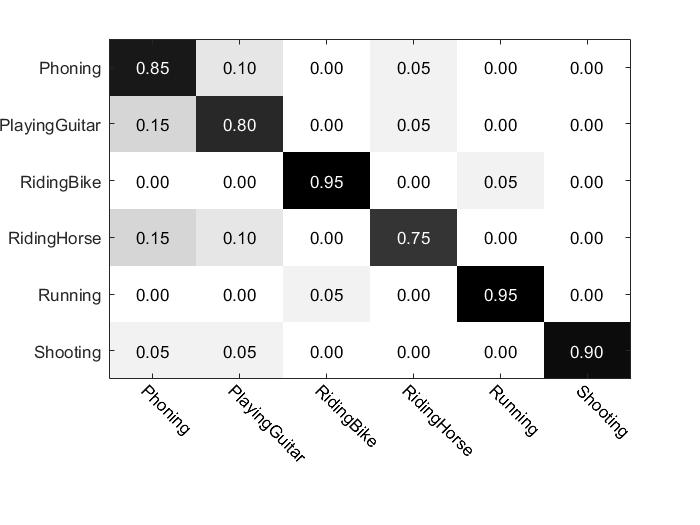 Phoning 0.85 0.10 0.00 0.05 0.00 0.00
PlayingGuitar 0.15 0.80 0.00 0.05 0.00 0.00
RidingBike 0.00 0.00 0.95 0.00 0.05 0.00
RidingHorse 0.15 0.10 0.00 0.75 0.00 0.00
Running 0.00 0.00 0.05 0.00 0.95 0.00
Shooting 0.05 0.05 0.00 0.00 0.00 0.90
Phoning PlayingGuitar RidingBike RidingHorse Running Shooting